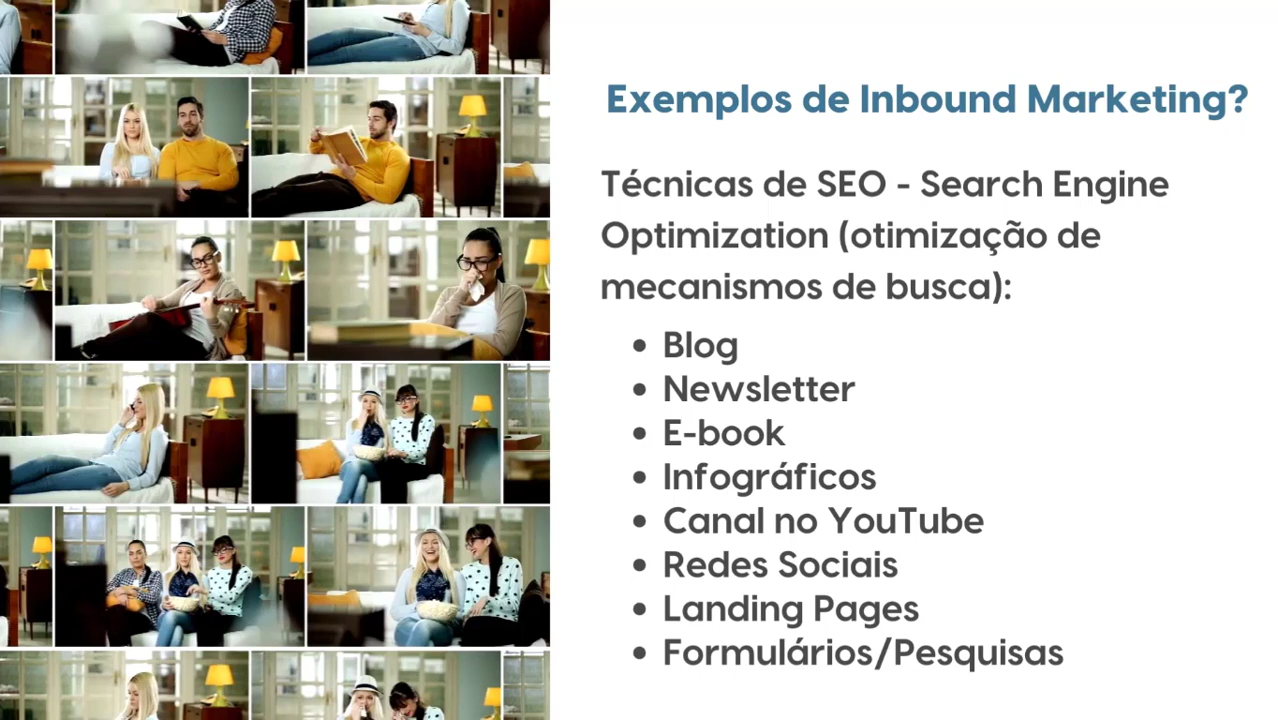 Exemplos de Inbound Marketing?
Técnicas de SEO - Search Engine
Optimization (otimização de
mecanismos de busca):
• Blog
• Newsletter
• E-book
• Infográficos
• Canal no YouTube
• Redes Sociais
• Landing Pages
• Formulários/Pesquisas